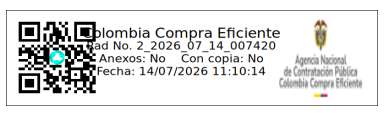 Colombia Compra Eficiente
Rad No. 2_2026_07_14_007420
Anexos: No Con copia: No
Fecha: 14/07/2026 11:10:14
Agencia Nacional
de Contratación Pública
Colombia Compra Eficiente